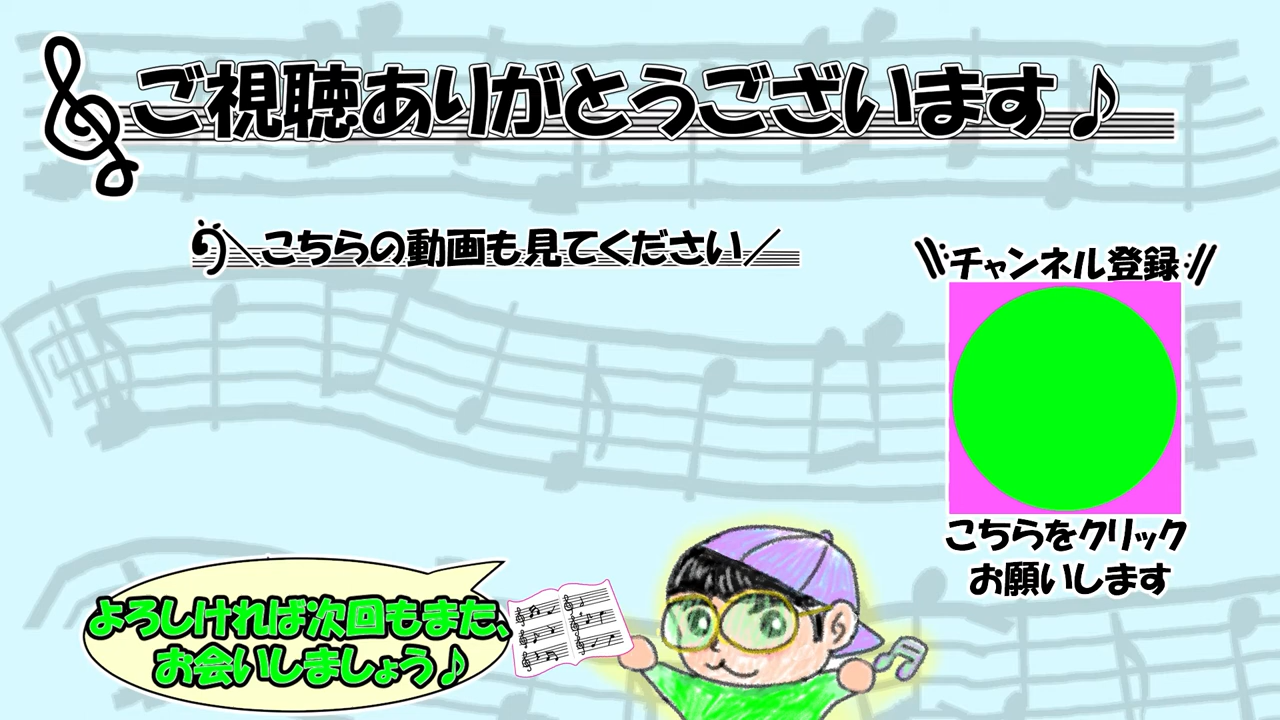 ご視聴ありがとうございます♪
＼こちらの動画も見てください／
チャンネル登録
こちらをクリック
お願いします
よろしければ次回もまた、
お会いしましょう♪